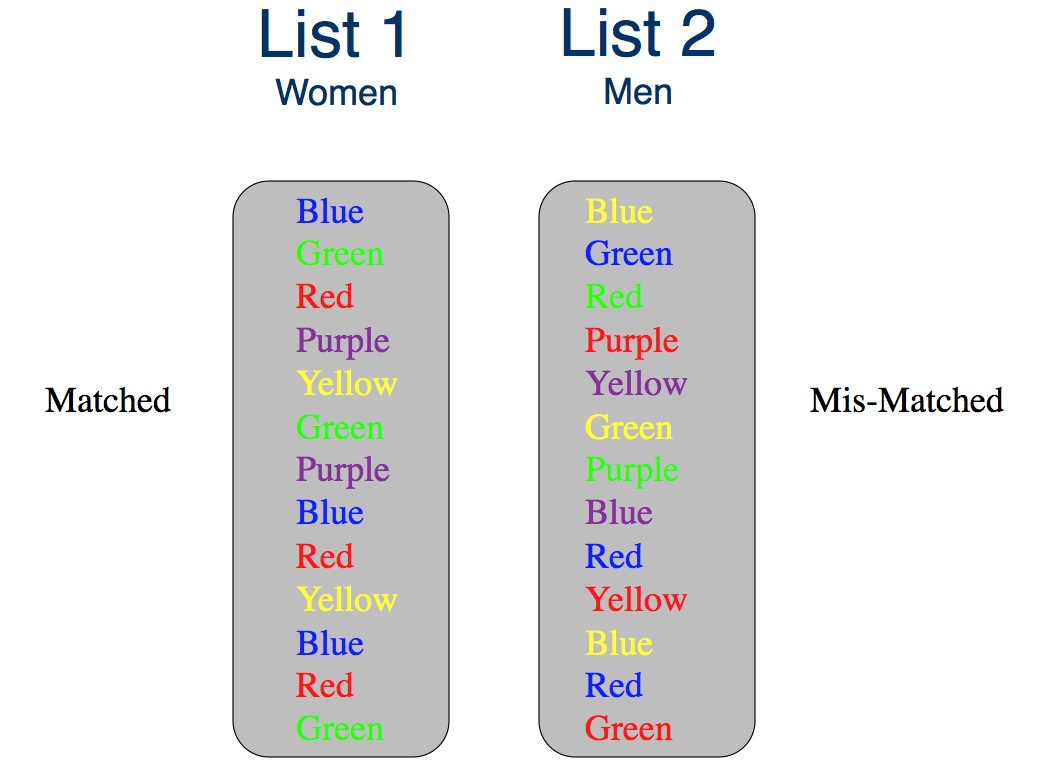 List 1
Women
List 2
Men
Matched
Blue
Green
Red
Purple
Yellow
Green
Purple
Blue
Red
Yellow
Blue
Red
Green
Blue
Green
Red
Purple
Yellow
Green
Purple
Blue
Red
Yellow
Blue
Red
Green
Mis-Matched